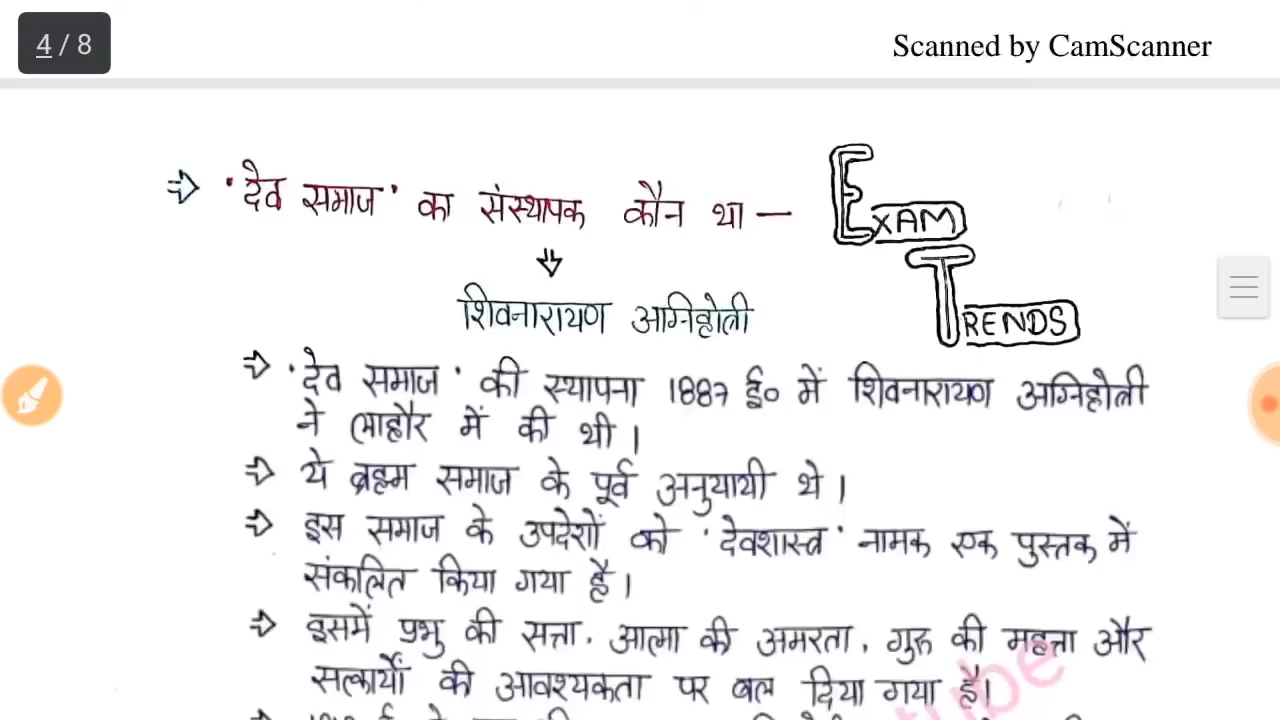 4 / 8
Scanned by CamScanner
⇒ 'देव समाज' का संस्थापक कौन था —
EXAM
TRENDS
⇓
शिवनारायण अग्निहोत्री
⇒ 'देव समाज' की स्थापना 1887 ई० में शिवनारायण अग्निहोत्री
ने लाहौर में की थी।
⇒ ये ब्रह्म समाज के पूर्व अनुयायी थे।
⇒ इस समाज के उपदेशों को 'देवशास्त्र' नामक एक पुस्तक में
संकलित किया गया है।
⇒ इसमें प्रभु की सत्ता, आत्मा की अमरता, गुरु की महत्ता और
सत्कार्यों की आवश्यकता पर बल दिया गया है।
tube